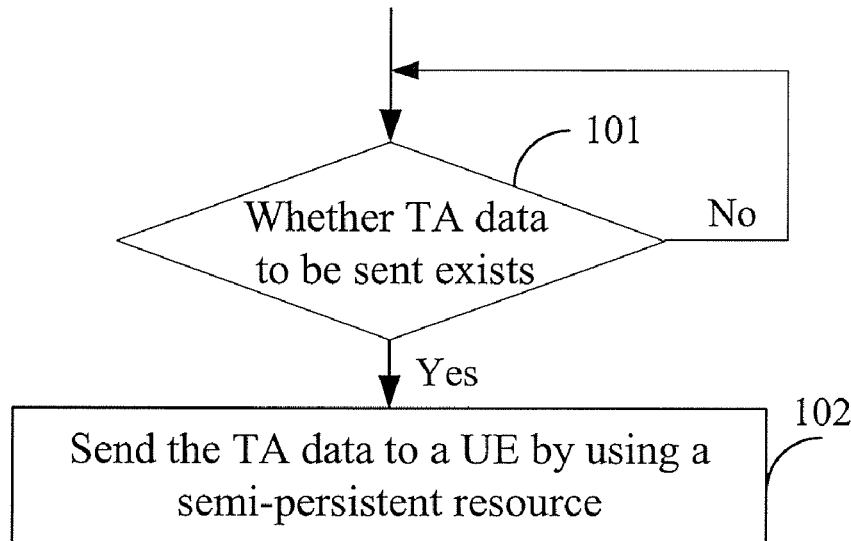 101
Whether TA data
to be sent exists
No
Yes
102
Send the TA data to a UE by using a
semi-persistent resource